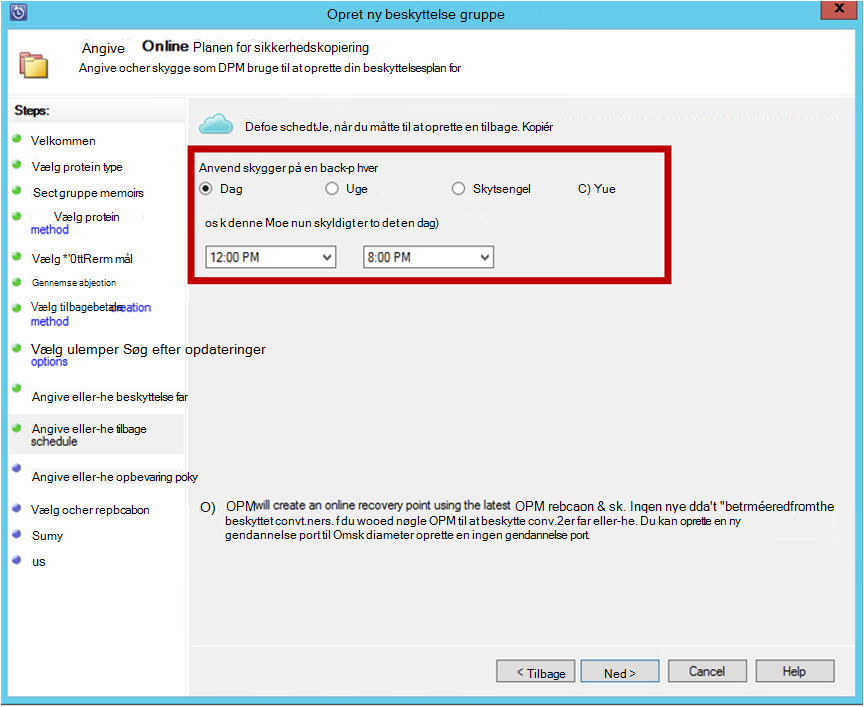 Opret ny beskyttelse gruppe
x
Angive Online Planen for sikkerhedskopiering
Angive ocher skygge som DPM bruge til at oprette din beskyttelsesplan for
Steps:
Velkommen
Vælg protein type
Sect gruppe memoirs
Vælg protein
method
Vælg *'0ttRerm mål
Gennemse abjection
Vælg tilbagebetale creation
method
Vælg ulemper Søg efter opdateringer
options
Angive eller-he beskyttelse far
Angive eller-he tilbage
schedule
Angive eller-he opbevaring poky
Vælg ocher repbcabon
Sumy
us
Defoe schedtJe, når du måtte til at oprette en tilbage. Kopiér
Anvend skygger på en back-p hver
Dag
Uge
Skytsengel
C) Yue
os k denne Moe nun skyldigt er to det en dag)
12:00 PM
8:00 PM
O) OPM will create an online recovery point using the latest OPM rebcaon & sk. Ingen nye dda't "betrméeredfromthe
beskyttet convt.ners. f du wooed nøgle OPM til at beskytte conv.2er far eller-he. Du kan oprette en ny
gendannelse port til Omsk diameter oprette en ingen gendannelse port.
< Tilbage
Ned >
Cancel
Help